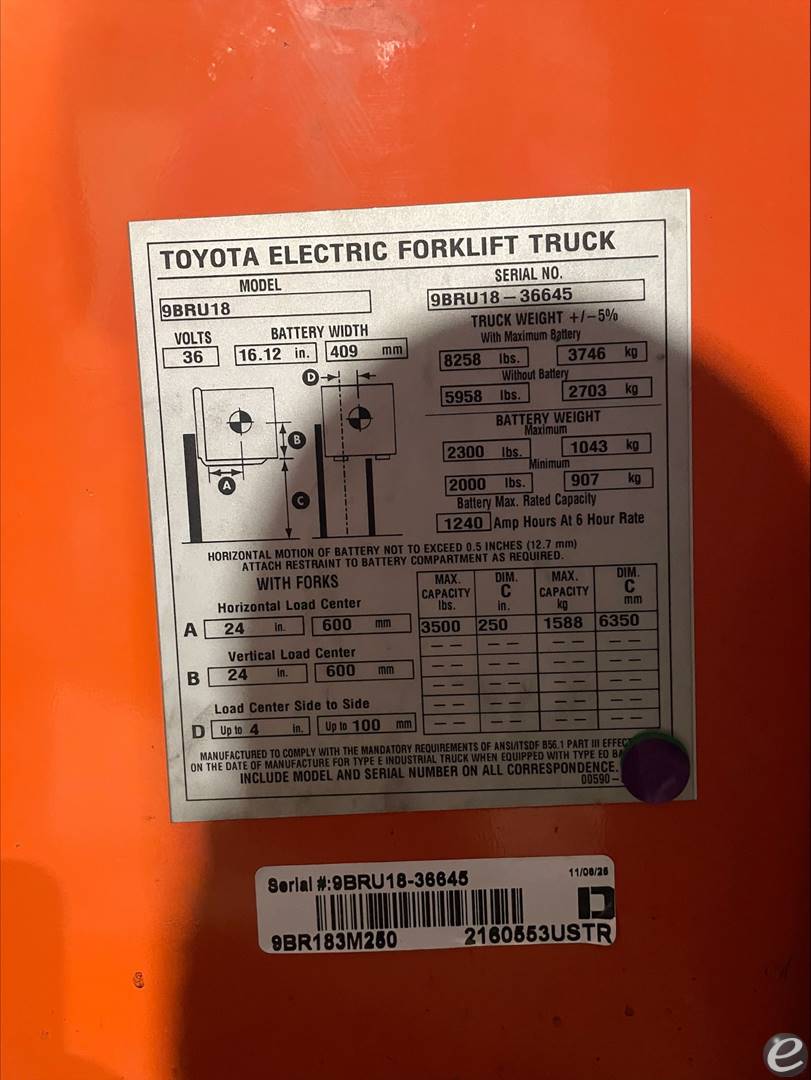 TOYOTA ELECTRIC FORKLIFT TRUCK
MODEL
9BRU18
SERIAL NO.
9BRU18-36645
VOLTS
36
BATTERY WIDTH
16.12 in. 409 mm
TRUCK WEIGHT +/-5%
With Maximum Battery
8258 lbs. 3746 kg
Without Battery
5958 lbs. 2703 kg
BATTERY WEIGHT
Maximum
2300 lbs. 1043 kg
Minimum
2000 lbs. 907 kg
Battery Max. Rated Capacity
1240 Amp Hours At 6 Hour Rate
D
B
A
C
HORIZONTAL MOTION OF BATTERY NOT TO EXCEED 0.5 INCHES (12.7 mm)
ATTACH RESTRAINT TO BATTERY COMPARTMENT AS REQUIRED.
WITH FORKS
Horizontal Load Center
A 24 in. 600 mm
Vertical Load Center
B 24 in. 600 mm
Load Center Side to Side
D Up to 4 in. Up to 100 mm
MAX. CAPACITY lbs. DIM. C in. MAX. CAPACITY kg DIM. C mm
3500 250 1588 6350
-- -- -- --
-- -- -- --
-- -- -- --
-- -- -- --
-- -- -- --
MANUFACTURED TO COMPLY WITH THE MANDATORY REQUIREMENTS OF ANSI/ITSDF B56.1 PART III EFFEC
ON THE DATE OF MANUFACTURE FOR TYPE E INDUSTRIAL TRUCK WHEN EQUIPPED WITH TYPE EO BA
INCLUDE MODEL AND SERIAL NUMBER ON ALL CORRESPONDENCE.
00590-
Serial #:9BRU18-36645
9BR183M250 2160553USTR
D
e